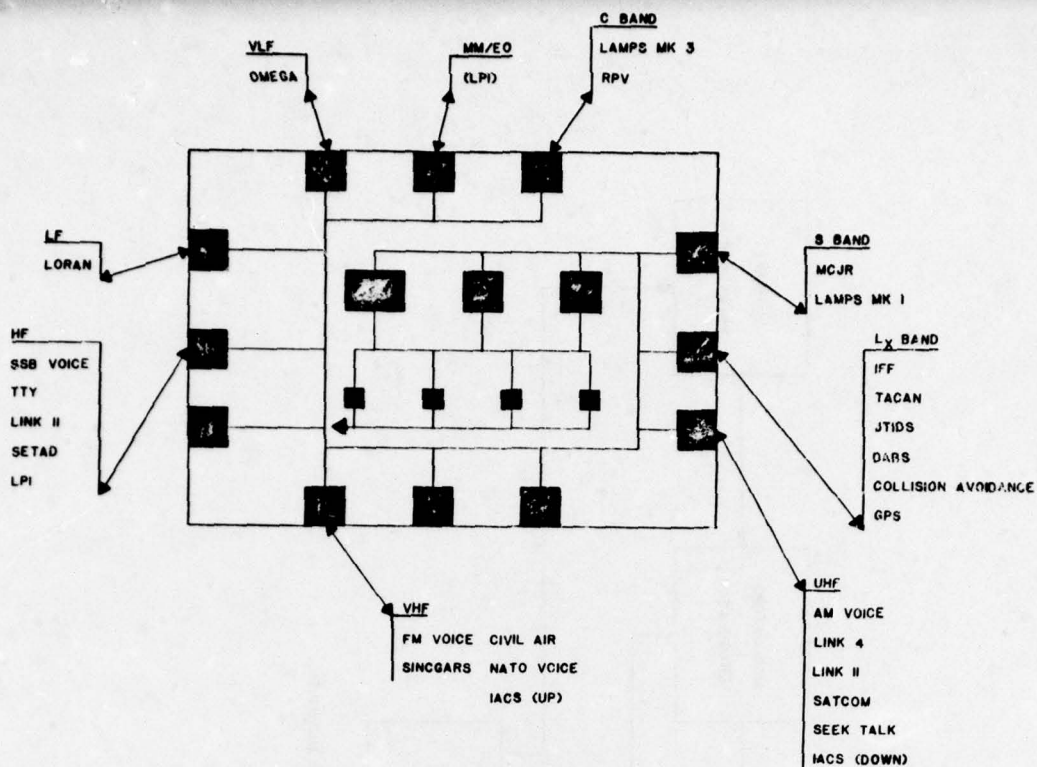 VLF
OMEGA
MM/EO
(LPI)
C BAND
LAMPS MK 3
RPV
LF
LORAN
HF
SSB VOICE
TTY
LINK II
SETAD
LPI
S BAND
MCJR
LAMPS MK I
LX BAND
IFF
TACAN
JTIDS
DABS
COLLISION AVOIDANCE
GPS
VHF
FM VOICE CIVIL AIR
SINCGARS NATO VOICE
IACS (UP)
UHF
AM VOICE
LINK 4
LINK II
SATCOM
SEEK TALK
IACS (DOWN)